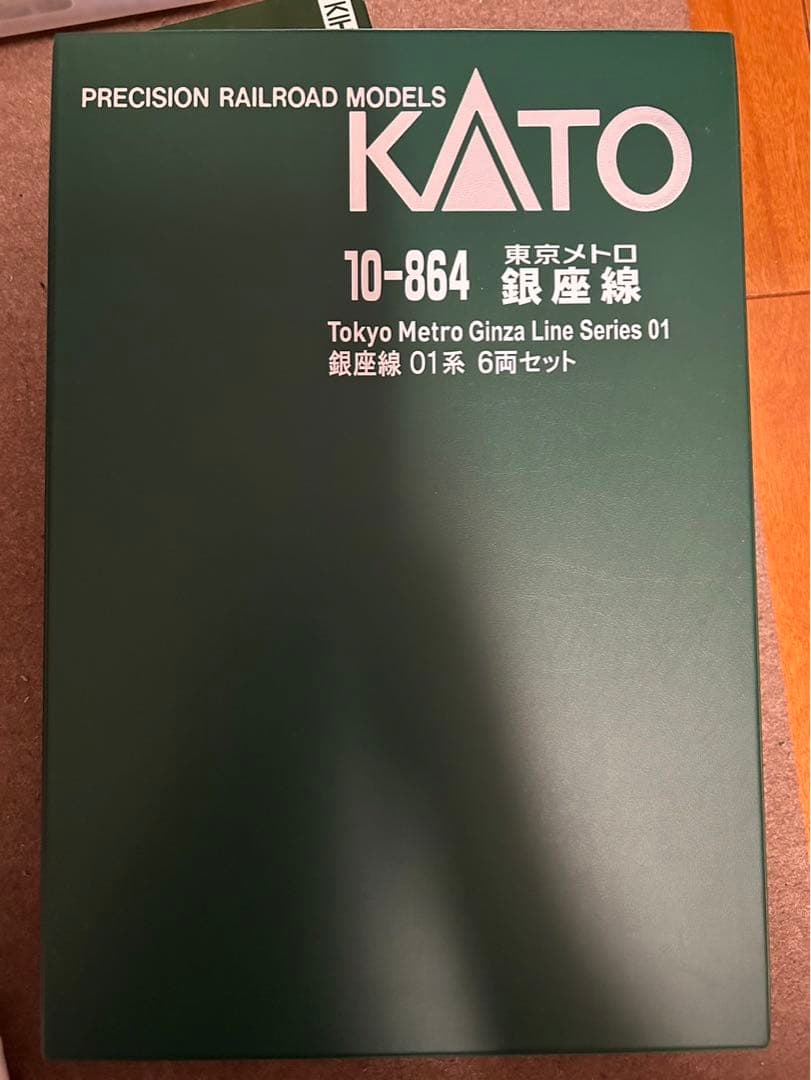 KIH
PRECISION RAILROAD MODELS
KATO
10-864
東京メトロ
銀座線
Tokyo Metro Ginza Line Series 01
銀座線 01系 6両セット